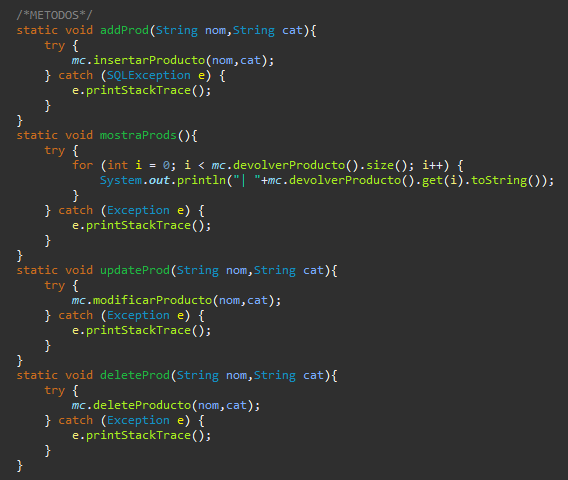 /*METODOS*/
static void addProd(String nom,String cat){
try {
mc.insertarProducto(nom,cat);
} catch (SQLException e) {
e.printStackTrace();
}
}
static void mostraProds(){
try {
for (int i = 0; i < mc.devolverProducto().size(); i++) {
System.out.println("| "+mc.devolverProducto().get(i).toString());
}
} catch (Exception e) {
e.printStackTrace();
}
}
static void updateProd(String nom,String cat){
try {
mc.modificarProducto(nom,cat);
} catch (Exception e) {
e.printStackTrace();
}
}
static void deleteProd(String nom,String cat){
try {
mc.deleteProducto(nom,cat);
} catch (Exception e) {
e.printStackTrace();
}
}